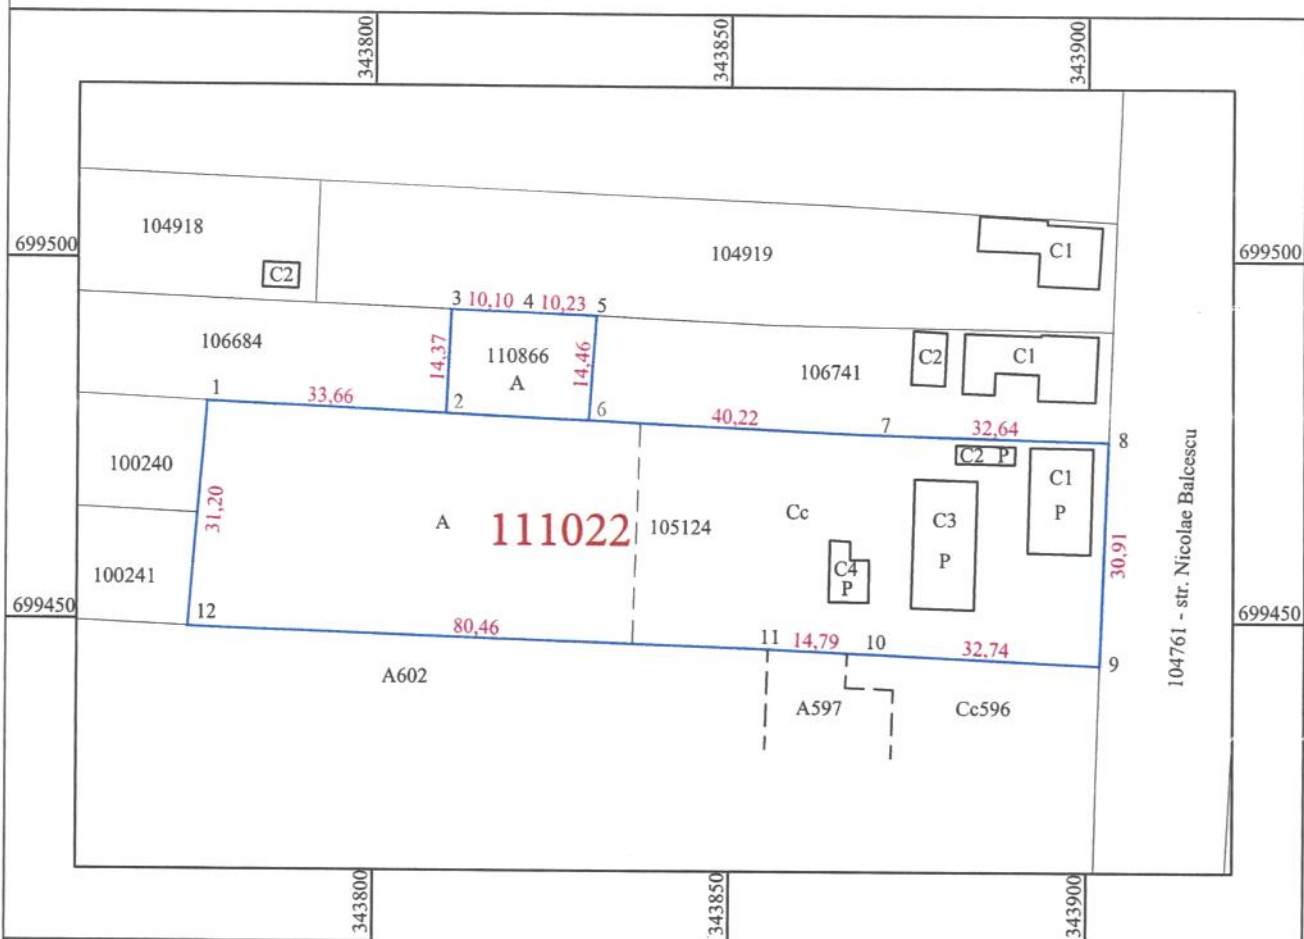 343800
343850
343900
104918
699500
104919
C1
699500
C2
3 10,10 4 10,23 5
106684
14,37
110866
A
14,46
106741
C2
C1
1
33,66
2
6
40,22
7
32,64
8
100240
C2 P
C1
P
31,20
A
111022
105124
Cc
C3
P
30,91
104761 - str. Nicolae Balcescu
100241
C4
P
699450
12
80,46
11
14,79
10
32,74
9
699450
A602
A597
Cc596
343800
343850
343900